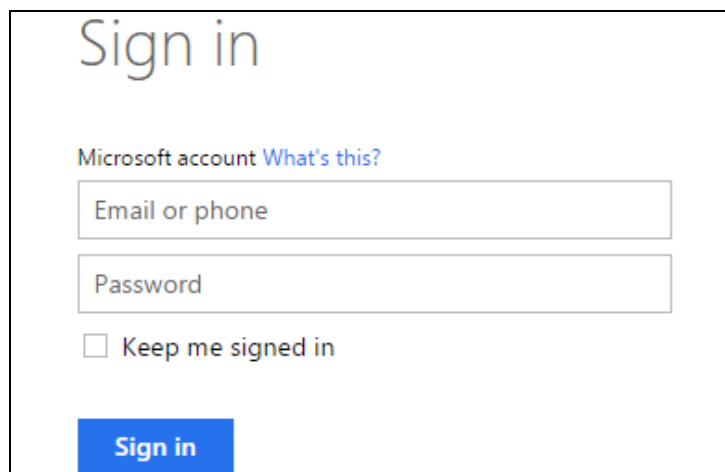 Sign in
Microsoft account What's this?
Email or phone
Password
Keep me signed in
Sign in